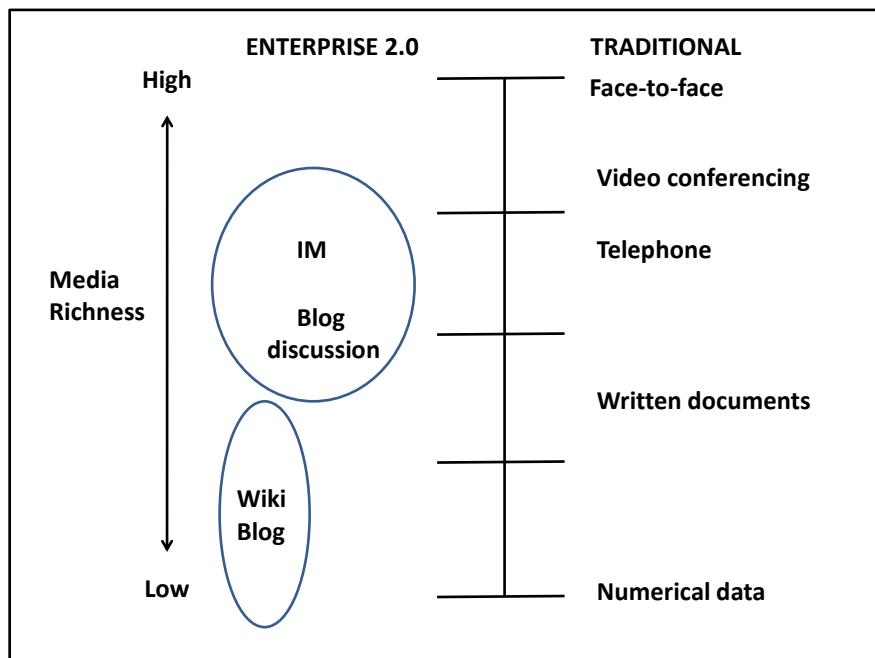 ENTERPRISE 2.0
TRADITIONAL
High
Face-to-face
Video conferencing
IM
Telephone
Media
Richness
Blog
discussion
Written documents
Wiki
Blog
Low
Numerical data